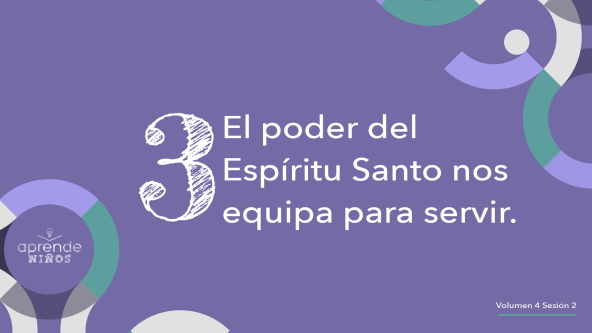 3
El poder del
Espíritu Santo nos
equipa para servir.
aprende
NIÑOS
Volumen 4 Sesión 2